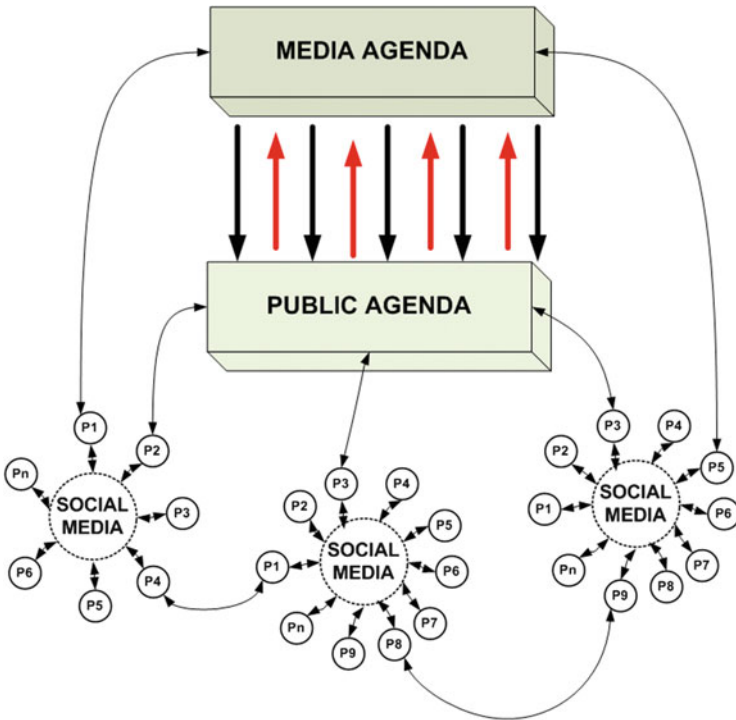 MEDIA AGENDA
PUBLIC AGENDA
P1
P2
Pn
SOCIAL
MEDIA
P3
P6
P4
P5
P3
P4
P2
P5
SOCIAL
MEDIA
P1
P6
Pn
P7
P9
P8
P3
P4
P2
P5
SOCIAL
MEDIA
P1
P6
Pn
P7
P8
P9